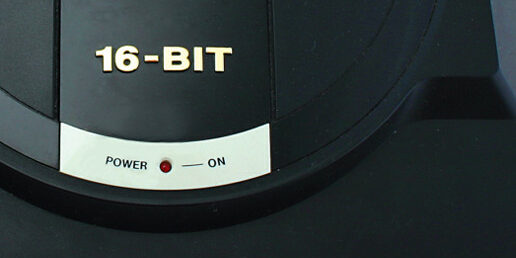 16-BIT
POWER — ON